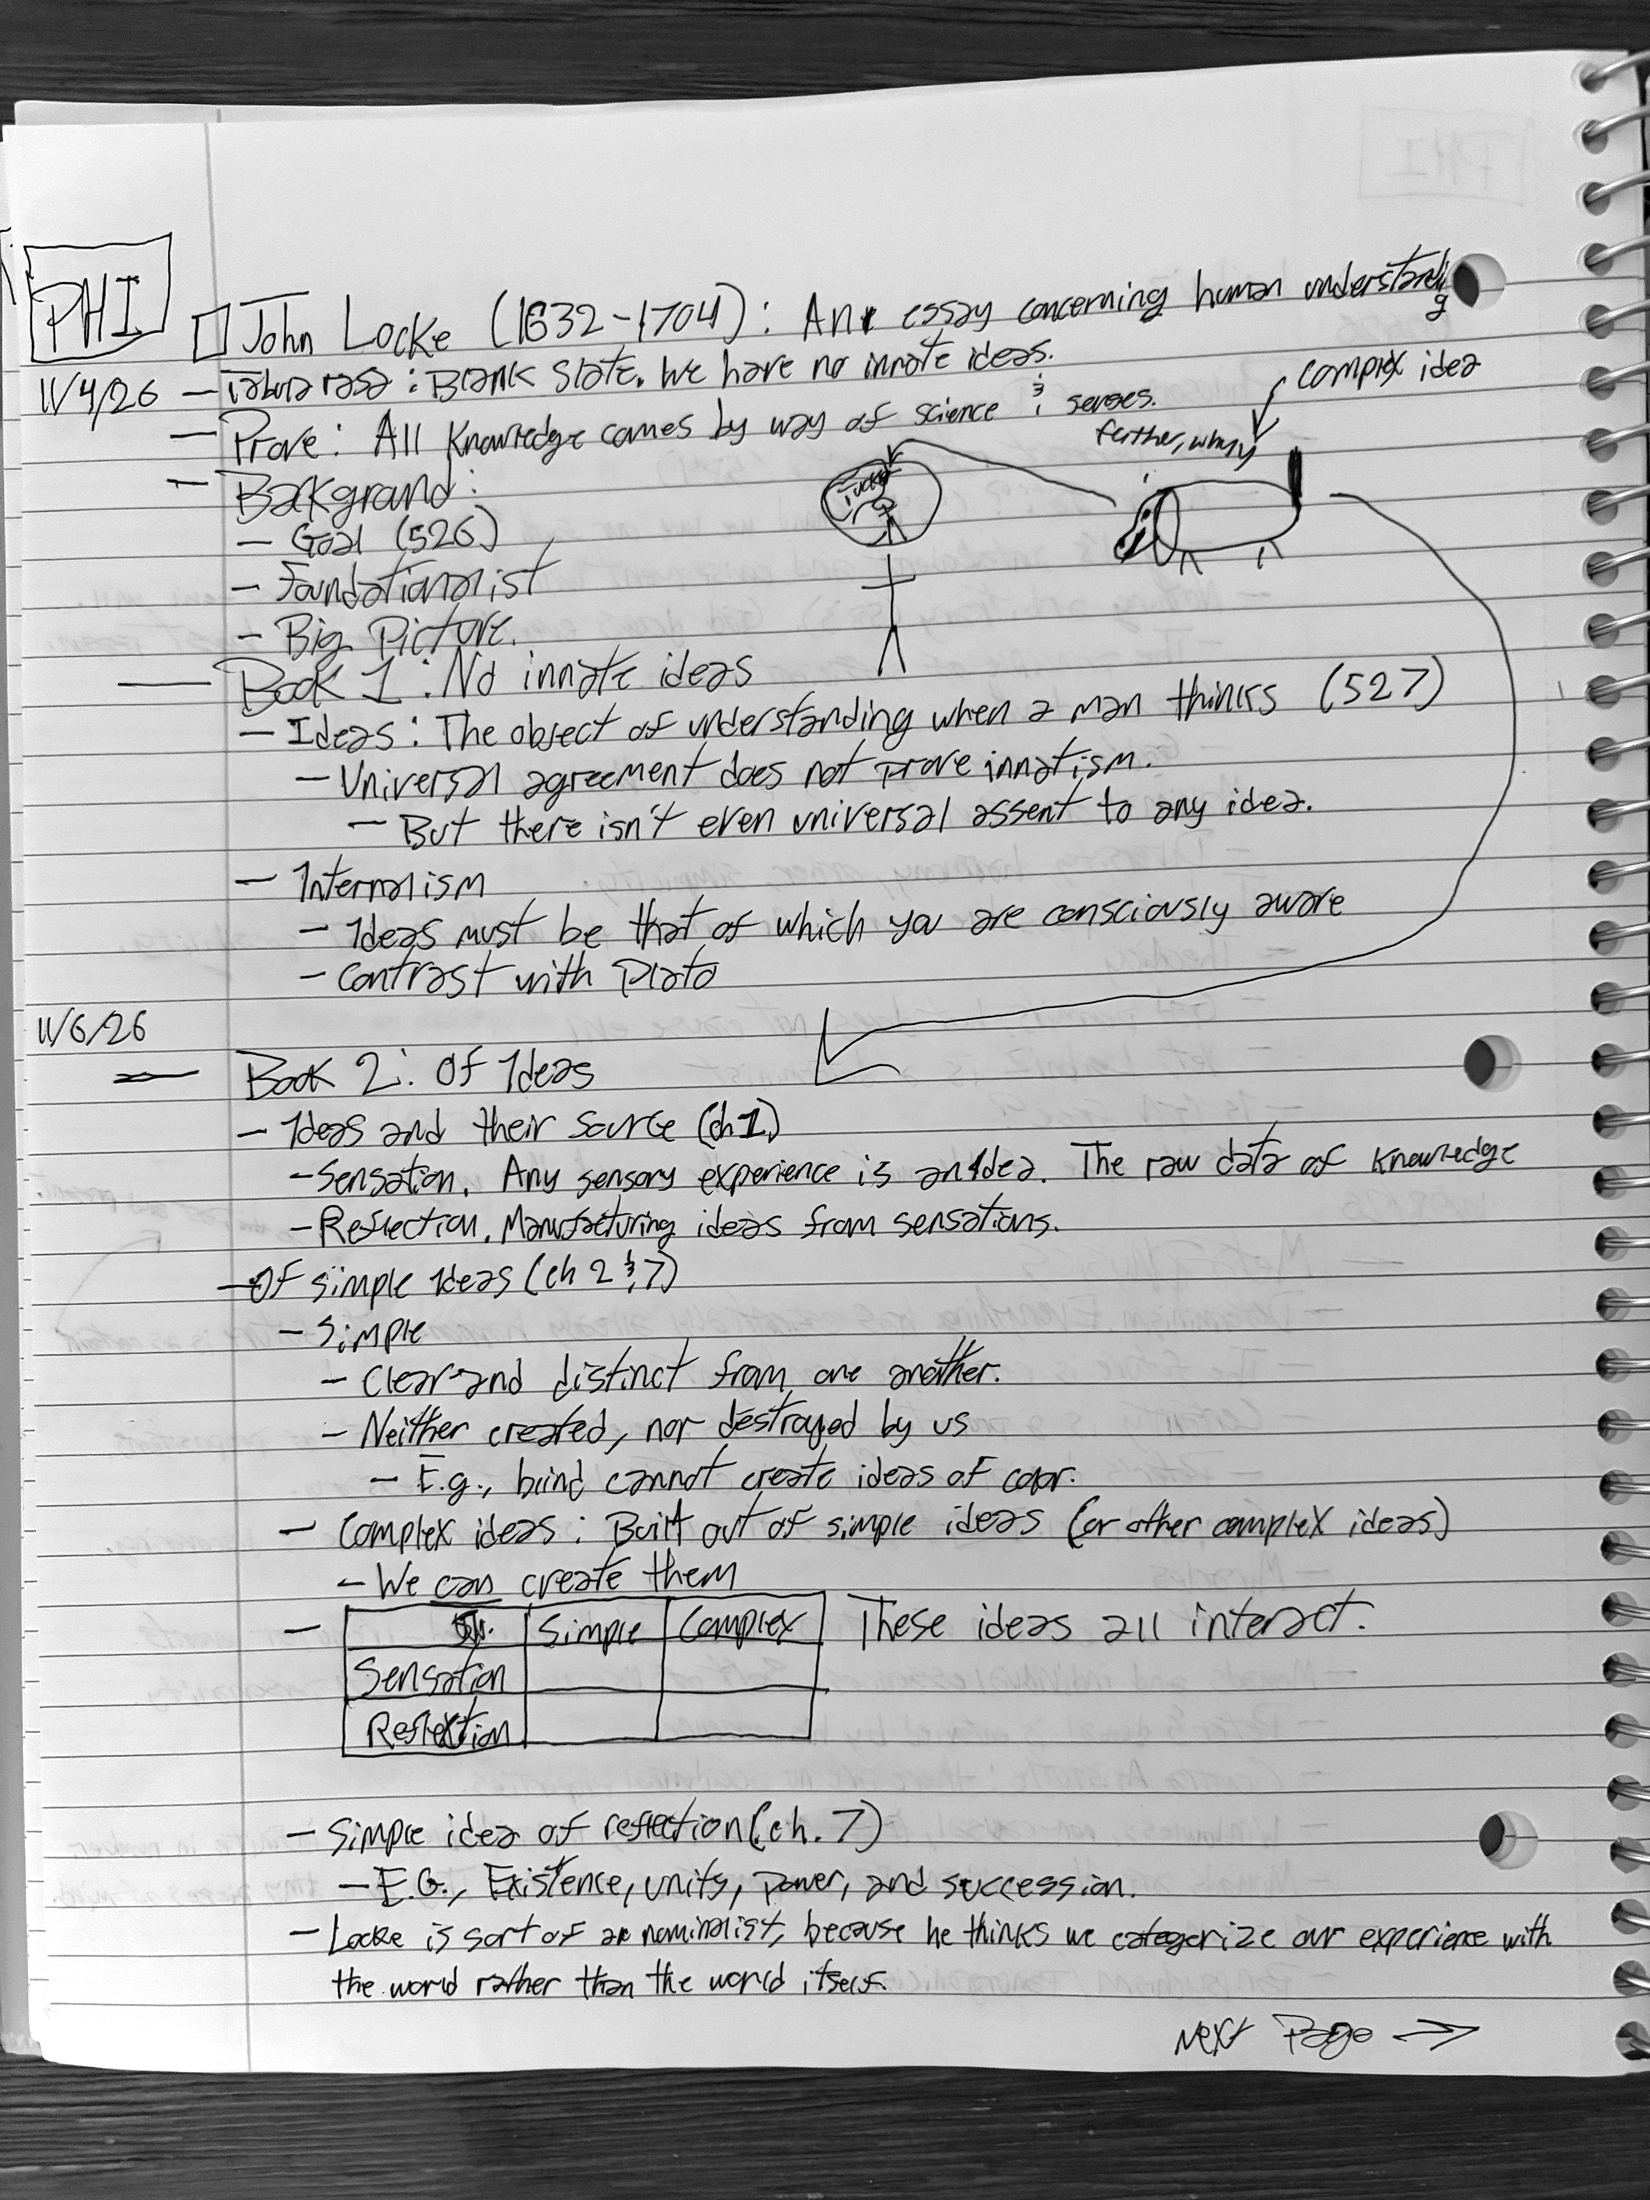 PHI
John Locke (1632-1704): An essay concerning human understanding
11/4/26 - Tabula rasa: Blank Slate. We have no innate ideas.
complex idea
- Prove: All Knowledge comes by way of science & senses.
- Background:
- Goal (526)
- Foundationalist
- Big Picture.
- Book 1: No innate ideas
- Ideas: The object of understanding when a man thinks (527)
- Universal agreement does not prove innatism.
- But there isn't even universal assent to any idea.
- Internalism
- Ideas must be that of which you are consciously aware
- Contrast with Plato
11/6/26
- Book 2: Of Ideas
- Ideas and their source (ch 1.)
- Sensation. Any sensory experience is an Idea. The raw data of Knowledge
- Reflection. Manufacturing ideas from sensations.
- Of simple Ideas (ch 2 & 7)
- Simple
- Clear and distinct from one another.
- Neither created, nor destroyed by us
- E.g., blind cannot create ideas of color.
- Complex ideas: Built out of simple ideas (or other complex ideas)
- We can create them
- Simple Complex These ideas all interact.
Sensation
Reflextion
- Simple idea of reflection (ch. 7)
- E.G., Existence, unity, power, and succession.
- Locke is sort of a nominalist, because he thinks we categorize our experience with
the world rather than the world itself.
Next Page →